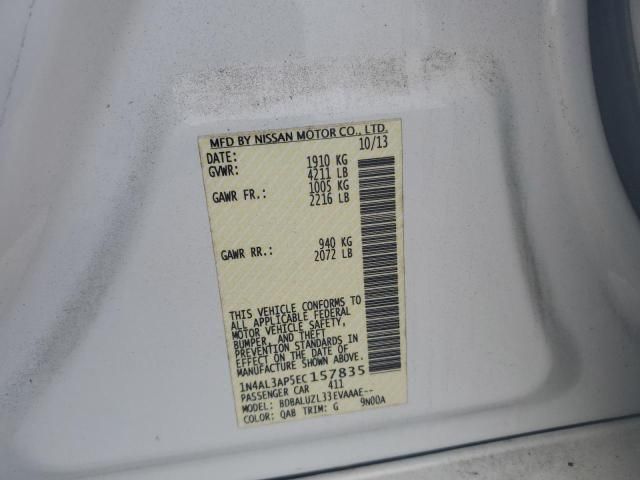 MFD BY NISSAN MOTOR CO., LTD.
DATE: 10/13
GVWR: 1910 KG
4211 LB
GAWR FR.: 1005 KG
2216 LB
GAWR RR.: 940 KG
2072 LB
THIS VEHICLE CONFORMS TO
ALL APPLICABLE FEDERAL
MOTOR VEHICLE SAFETY,
BUMPER, AND THEFT
PREVENTION STANDARDS IN
EFFECT ON THE DATE OF
MANUFACTURE SHOWN ABOVE.
1N4AL3AP5EC157835
PASSENGER CAR 411
MODEL: BDBALUZL33EVAAAE--
COLOR: QAB TRIM: G 9N00A